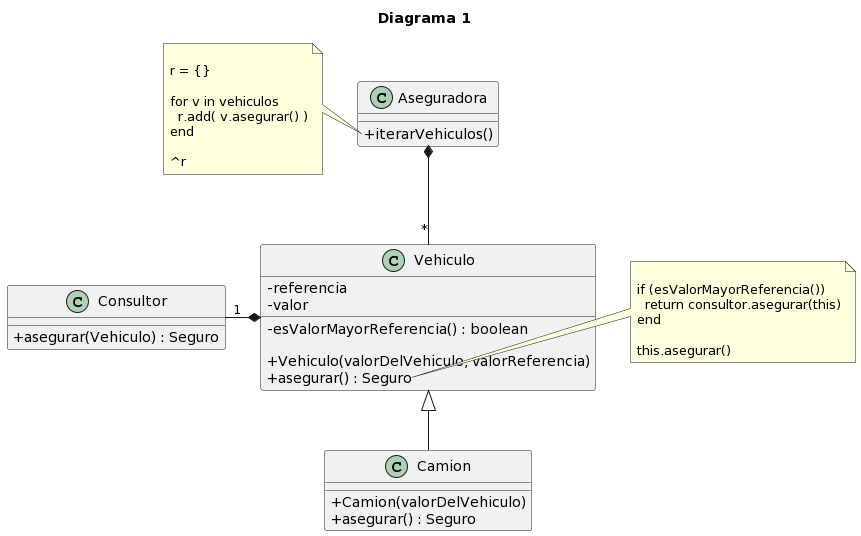 Diagrama 1
r = {}
for v in vehiculos
r.add( v.asegurar() )
end
^r
C Aseguradora
+iterarVehiculos()
*
C Vehiculo
-referencia
-valor
-esValorMayorReferencia() : boolean
+Vehiculo(valorDelVehiculo, valorReferencia)
+asegurar() : Seguro
C Consultor
+asegurar(Vehiculo) : Seguro
1
if (esValorMayorReferencia())
return consultor.asegurar(this)
end
this.asegurar()
C Camion
+Camion(valorDelVehiculo)
+asegurar() : Seguro